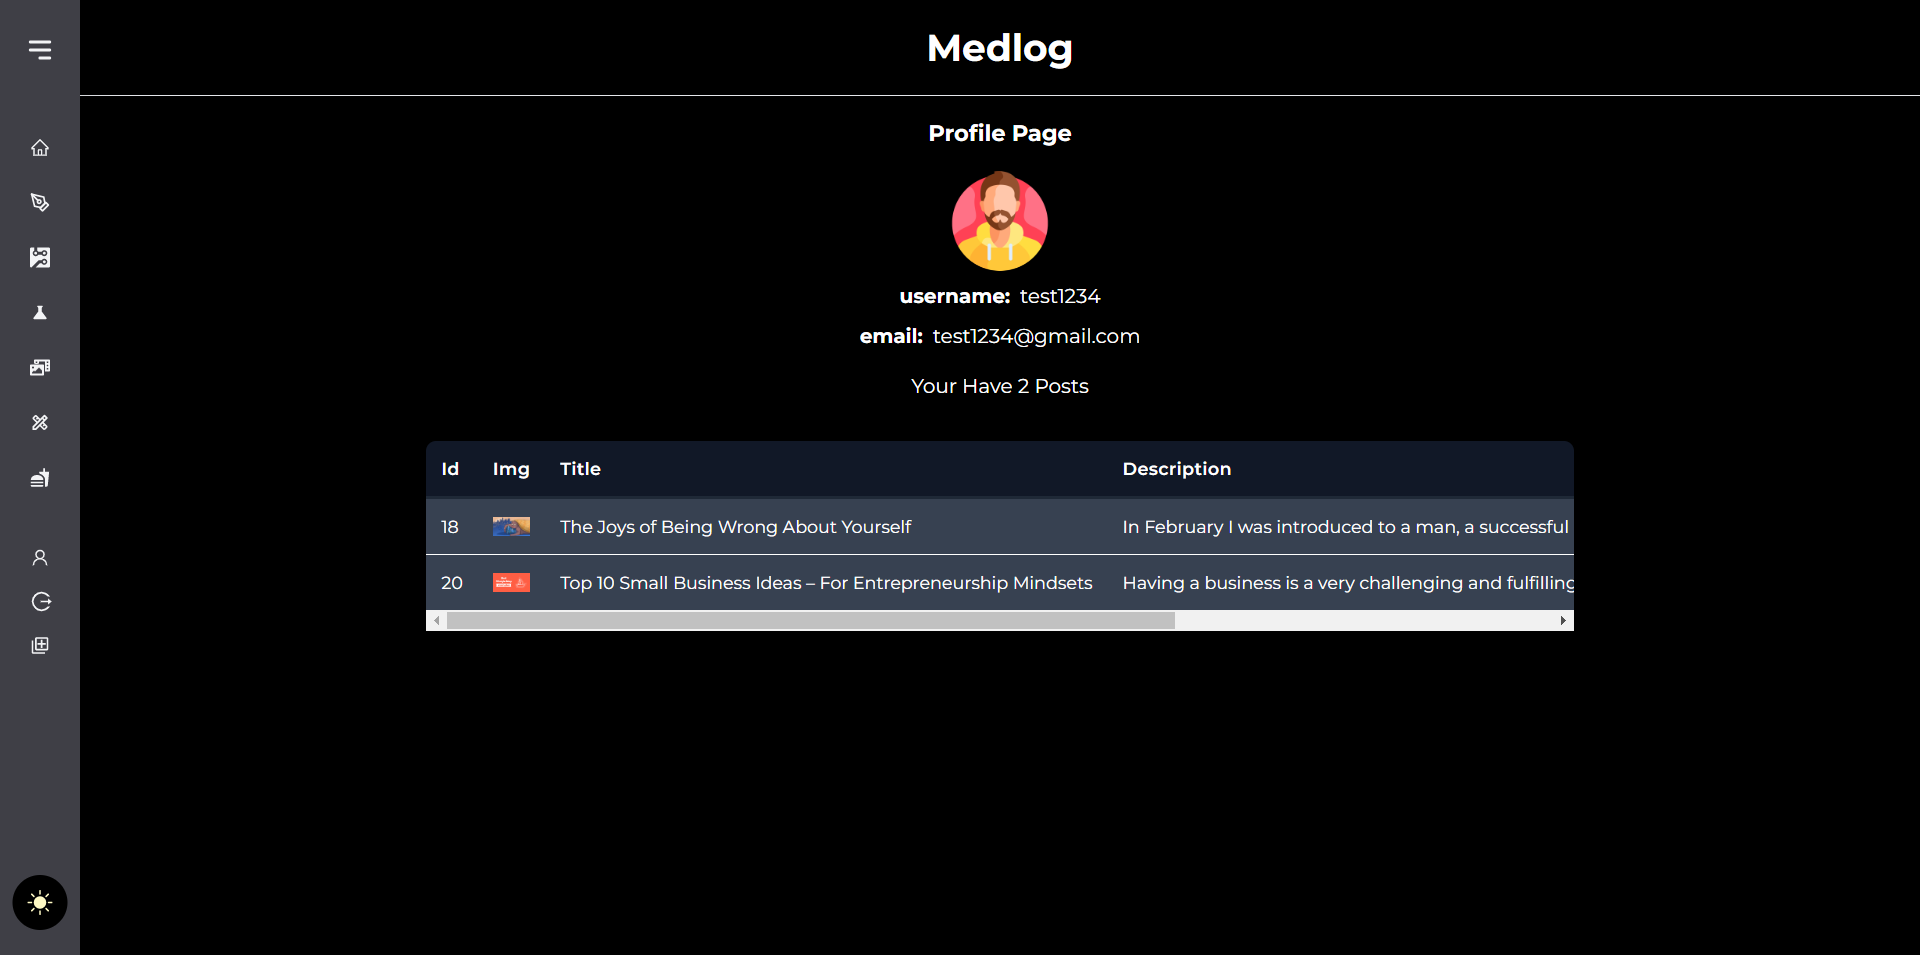 Medlog
Profile Page
username: test1234
email: test1234@gmail.com
Your Have 2 Posts
Id Img Title Description
18 The Joys of Being Wrong About Yourself In February I was introduced to a man, a successful
20 Top 10 Small Business Ideas – For Entrepreneurship Mindsets Having a business is a very challenging and fulfilling